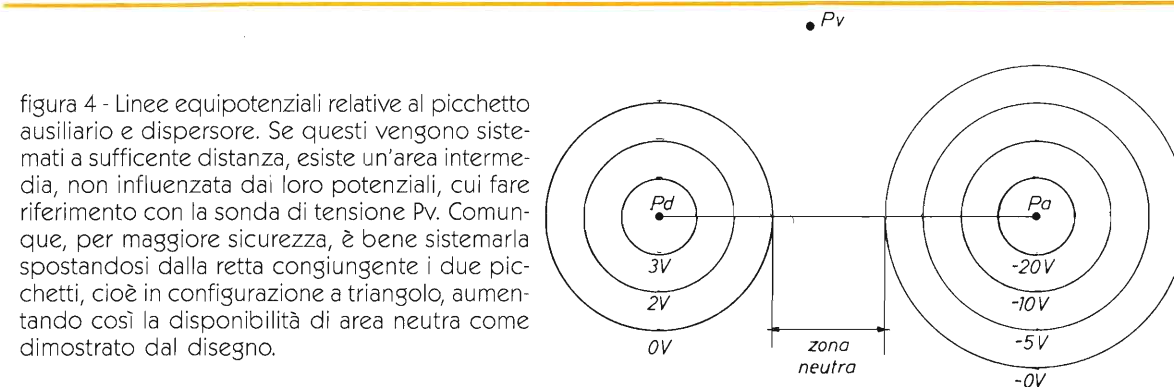 figura 4 - Linee equipotenziali relative al picchetto
ausiliario e dispersore. Se questi vengono siste-
mati a sufficente distanza, esiste un'area interme-
dia, non influenzata dai loro potenziali, cui fare
riferimento con la sonda di tensione Pv. Comun-
que, per maggiore sicurezza, è bene sistemarla
spostandosi dalla retta congiungente i due pic-
chetti, cioè in configurazione a triangolo, aumen-
tando così la disponibilità di area neutra come
dimostrato dal disegno.
Pv
Pd
3V
2V
0V
zona
neutra
Pa
-20V
-10V
-5V
-0V